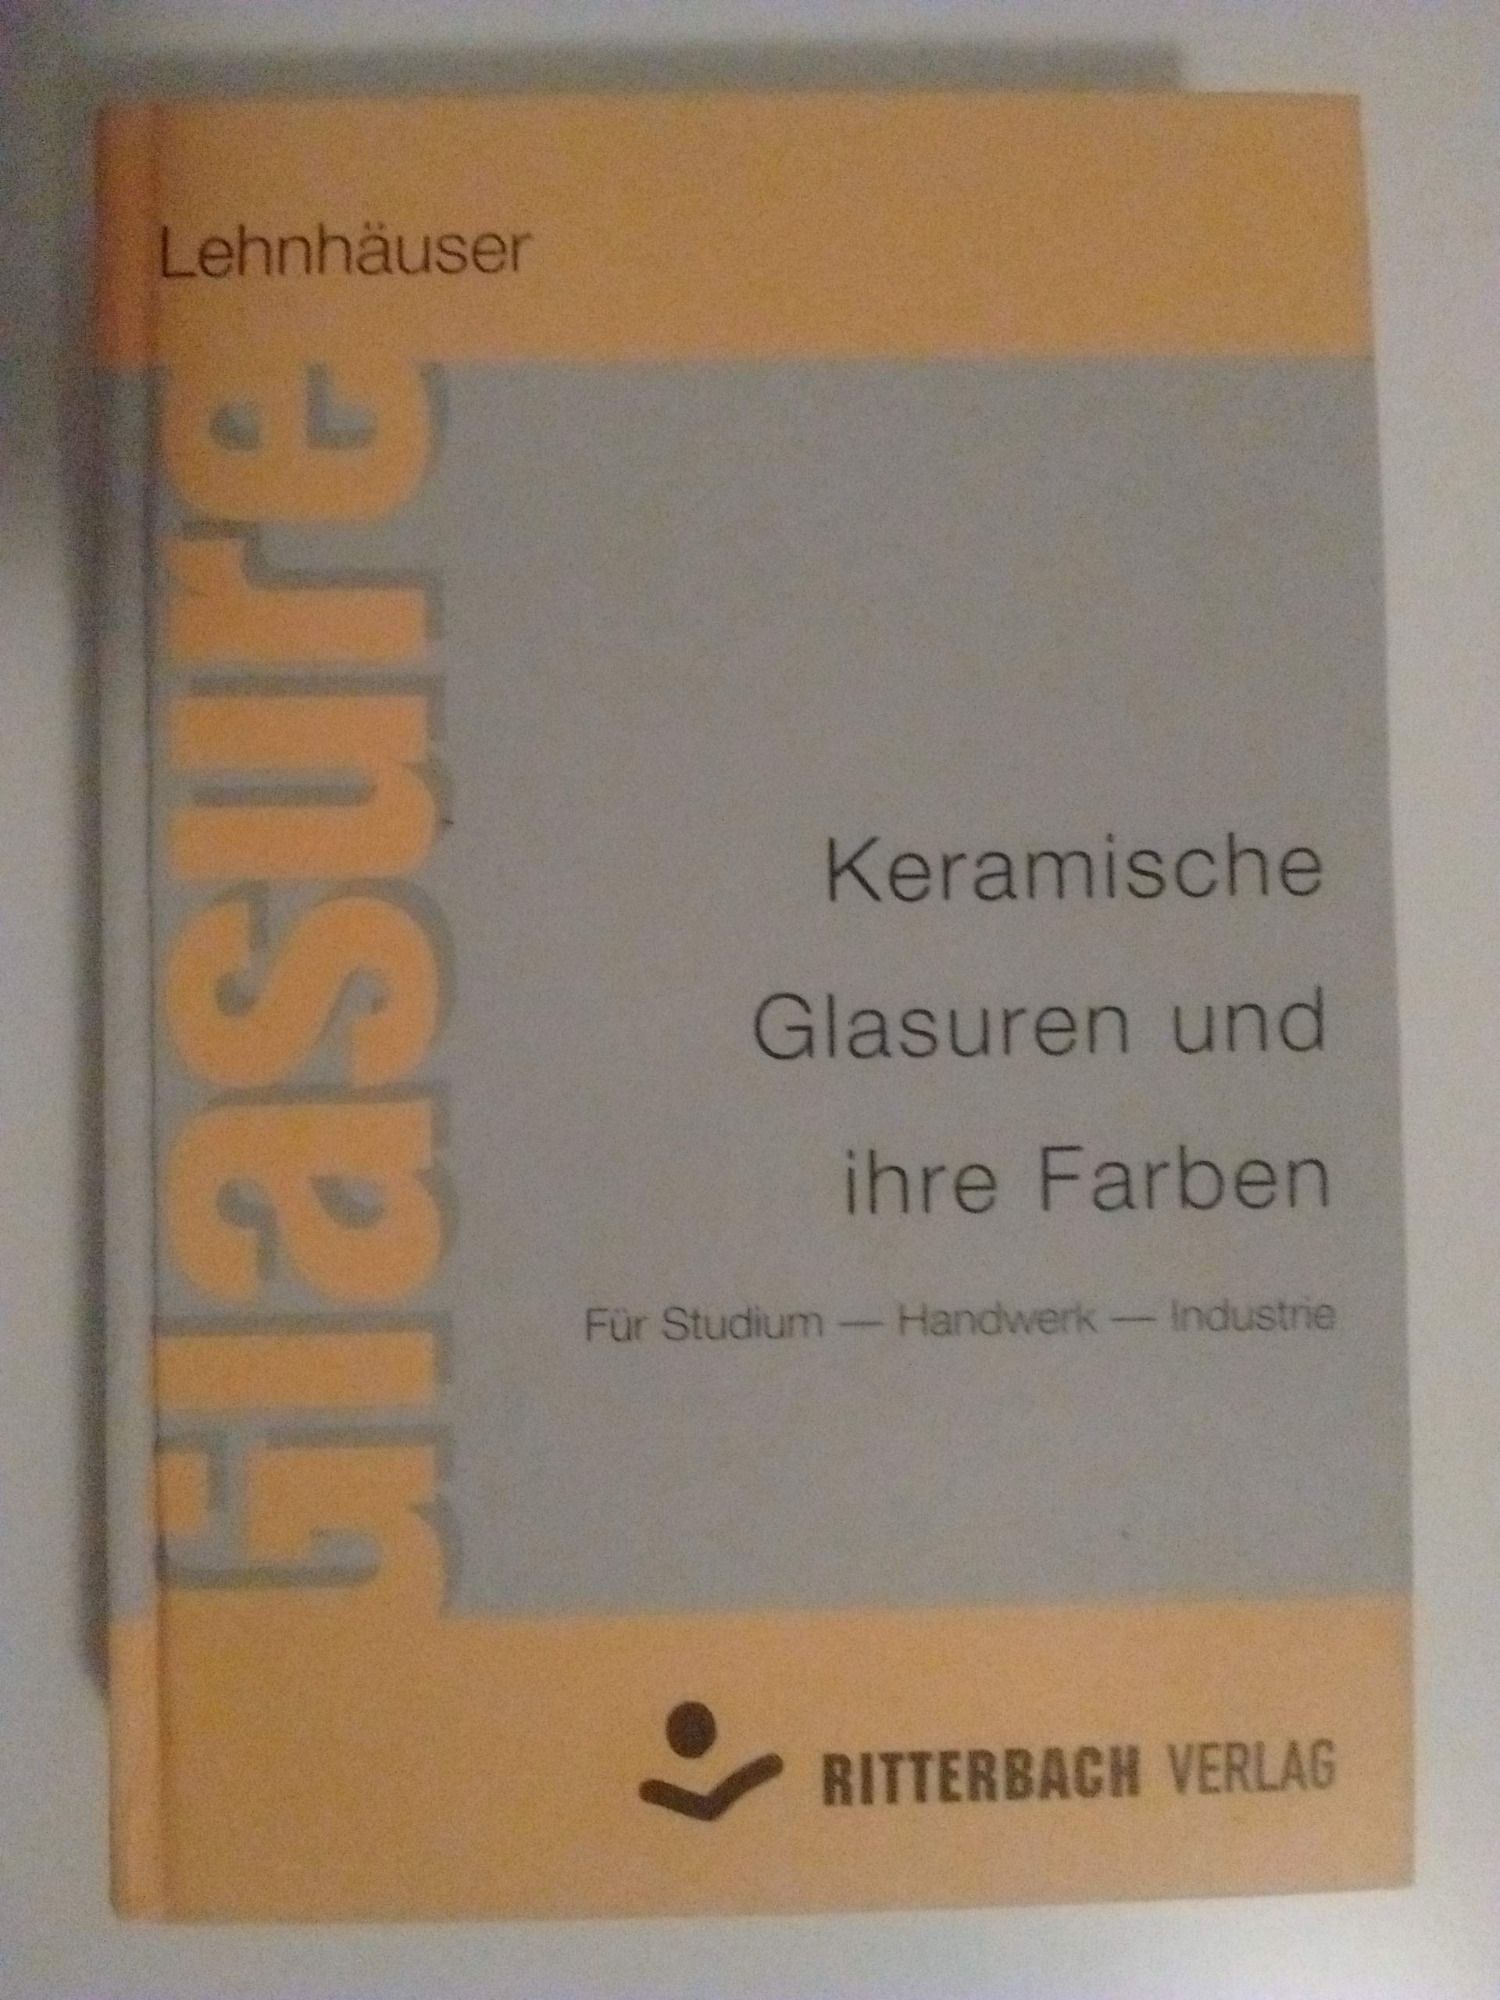 Lehnhäuser
Glasure
Keramische
Glasuren und
ihre Farben
Für Studium — Handwerk — Industrie
RITTERBACH VERLAG